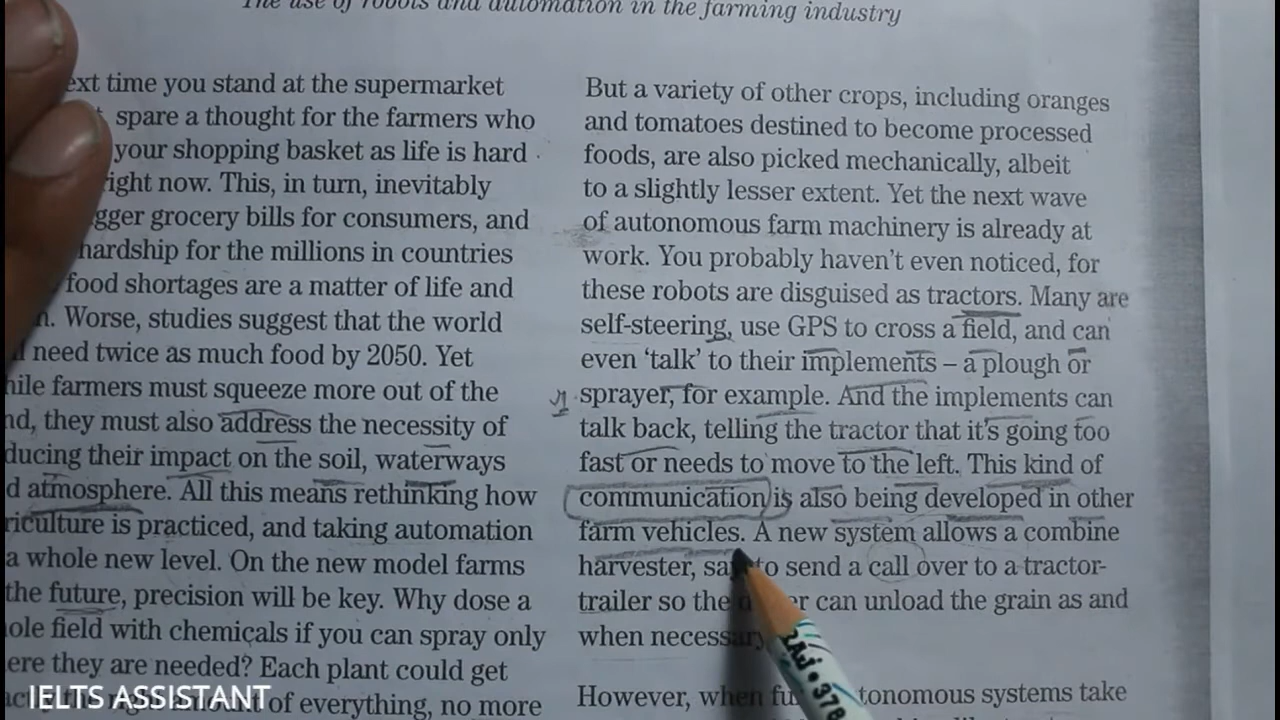 The use of robots and automation in the farming industry
ext time you stand at the supermarket
spare a thought for the farmers who
your shopping basket as life is hard
right now. This, in turn, inevitably
gger grocery bills for consumers, and
hardship for the millions in countries
food shortages are a matter of life and
Worse, studies suggest that the world
need twice as much food by 2050. Yet
hile farmers must squeeze more out of the
nd, they must also address the necessity of
ducing their impact on the soil, waterways
d atmosphere. All this means rethinking how
riculture is practiced, and taking automation
a whole new level. On the new model farms
the future, precision will be key. Why dose a
ole field with chemicals if you can spray only
ere they are needed? Each plant could get
of everything, no more
But a variety of other crops, including oranges
and tomatoes destined to become processed
foods, are also picked mechanically, albeit
to a slightly lesser extent. Yet the next wave
of autonomous farm machinery is already at
work. You probably haven't even noticed, for
these robots are disguised as tractors. Many are
self-steering, use GPS to cross a field, and can
even 'talk' to their implements – a plough or
sprayer, for example. And the implements can
talk back, telling the tractor that it's going too
fast or needs to move to the left. This kind of
communication is also being developed in other
farm vehicles. A new system allows a combine
harvester, to send a call over to a tractor-
trailer so the can unload the grain as and
when necessary
However, when tonomous systems take
IELTS ASSISTANT